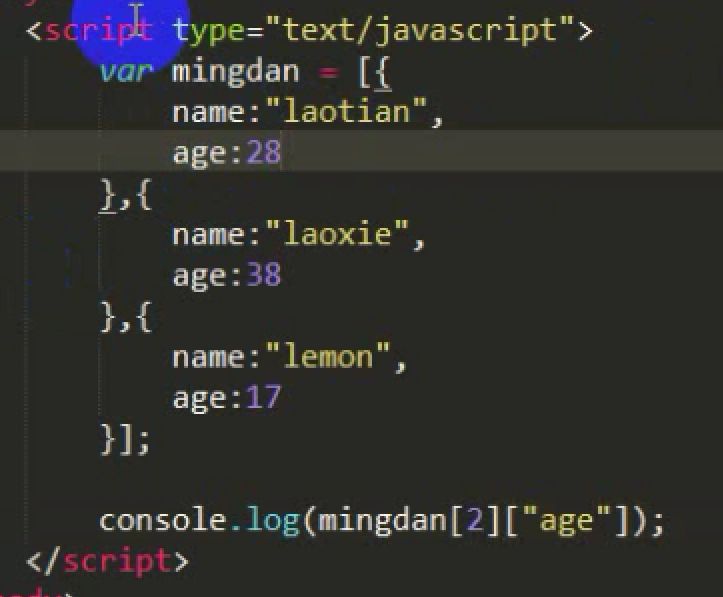 <script type="text/javascript">
var mingdan = [{
name:"laotian",
age:28
},{
name:"laoxie",
age:38
},{
name:"lemon",
age:17
}];
console.log(mingdan[2]["age"]);
</script>